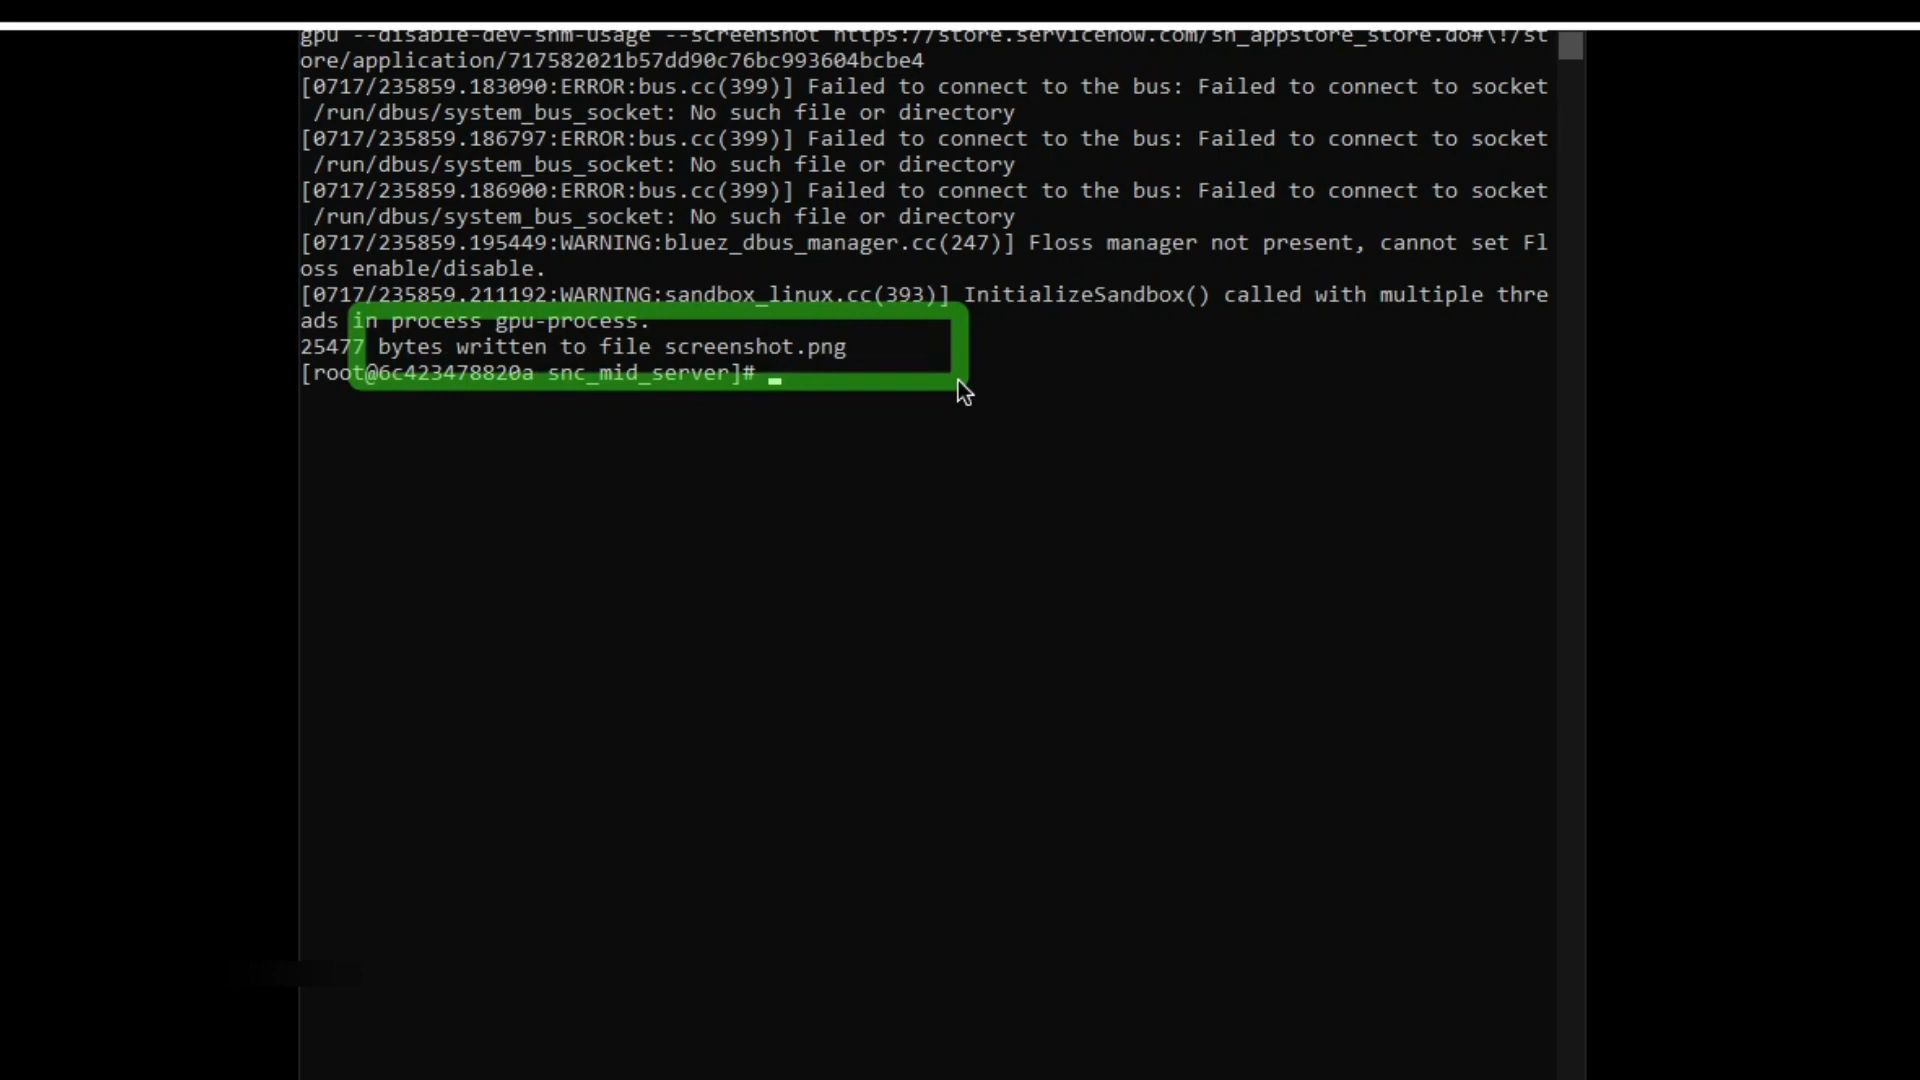 gpu --disable-dev-shm-usage --screenshot https://store.servicenow.com/sn_appstore_store.do#\!/st
ore/application/717582021b57dd90c76bc993604bcbe4
[0717/235859.183090:ERROR:bus.cc(399)] Failed to connect to the bus: Failed to connect to socket
/run/dbus/system_bus_socket: No such file or directory
[0717/235859.186797:ERROR:bus.cc(399)] Failed to connect to the bus: Failed to connect to socket
/run/dbus/system_bus_socket: No such file or directory
[0717/235859.186900:ERROR:bus.cc(399)] Failed to connect to the bus: Failed to connect to socket
/run/dbus/system_bus_socket: No such file or directory
[0717/235859.195449:WARNING:bluez_dbus_manager.cc(247)] Floss manager not present, cannot set Fl
oss enable/disable.
[0717/235859.211192:WARNING:sandbox_linux.cc(393)] InitializeSandbox() called with multiple thre
ads in process gpu-process.
25477 bytes written to file screenshot.png
[root@6c423478820a snc_mid_server]#